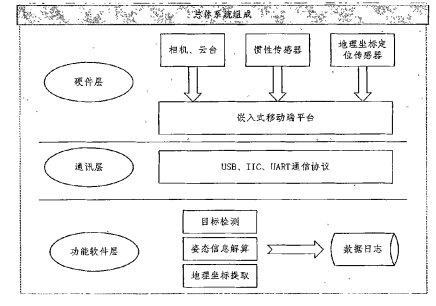 总体系统组成
相机、云台
惯性传感器
地理坐标定
位传感器
硬件层
嵌入式移动端平台
通讯层
USB、IIC、UART通信协议
目标检测
功能软件层
姿态信息解算
数据日志
地理坐标提取